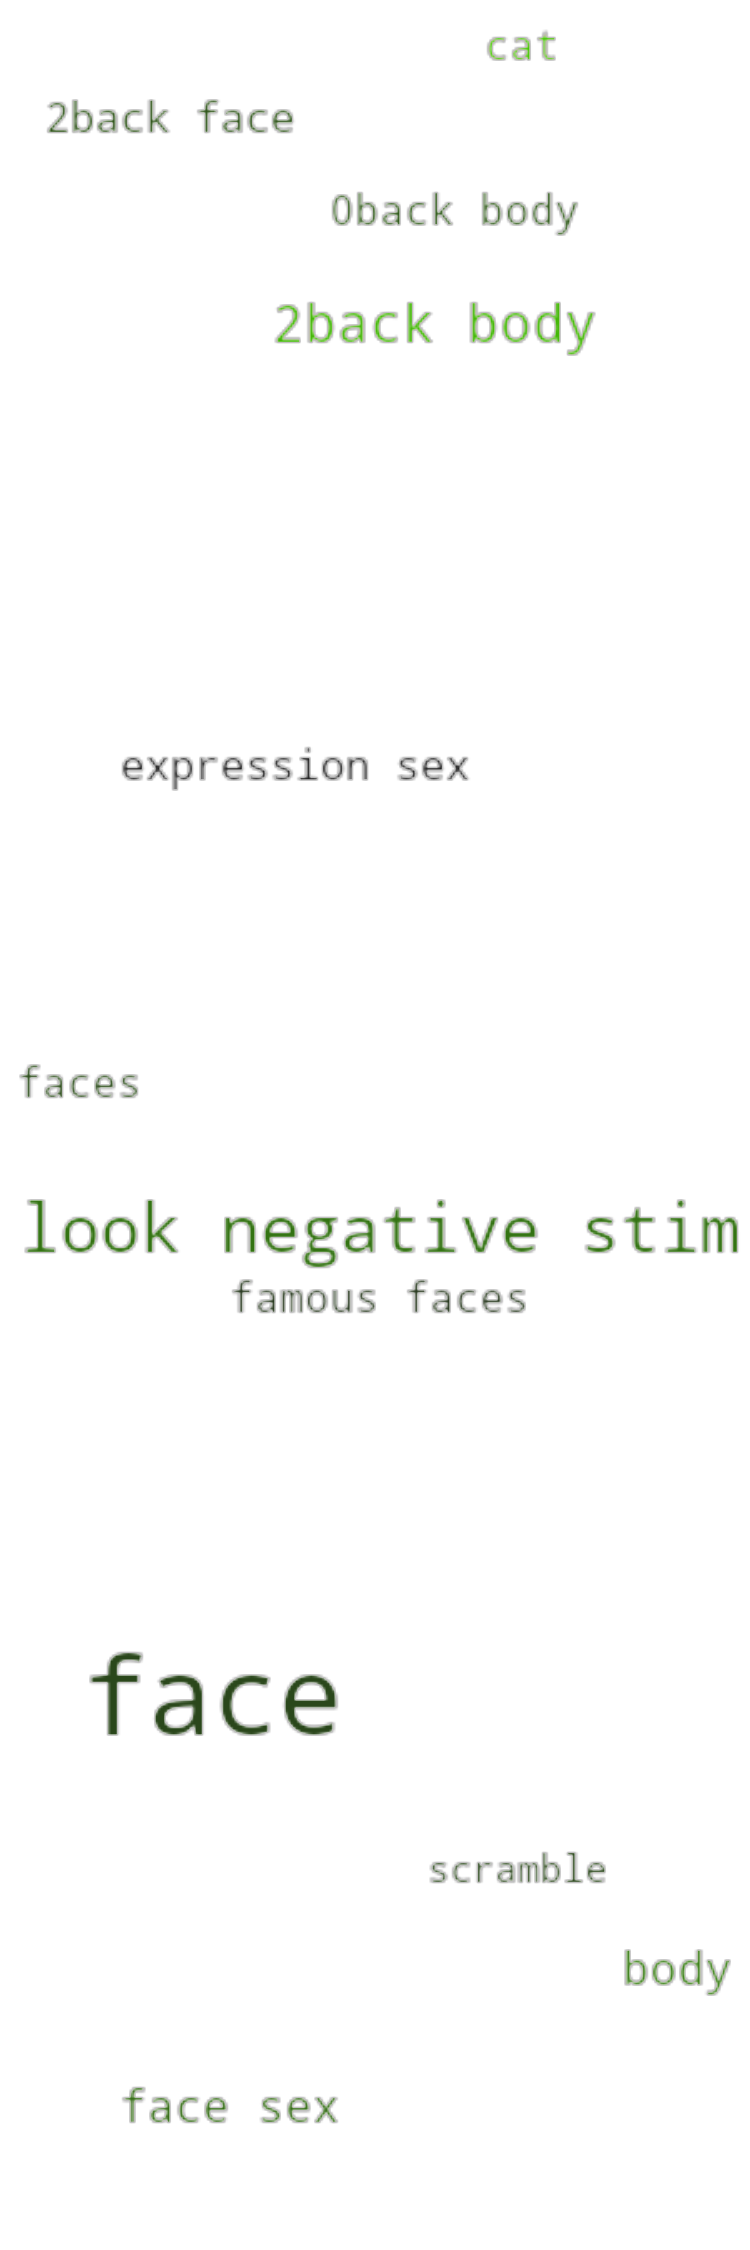 cat
2back face
0back body
2back body
expression sex
faces
look negative stim
famous faces
face
scramble
body
face sex